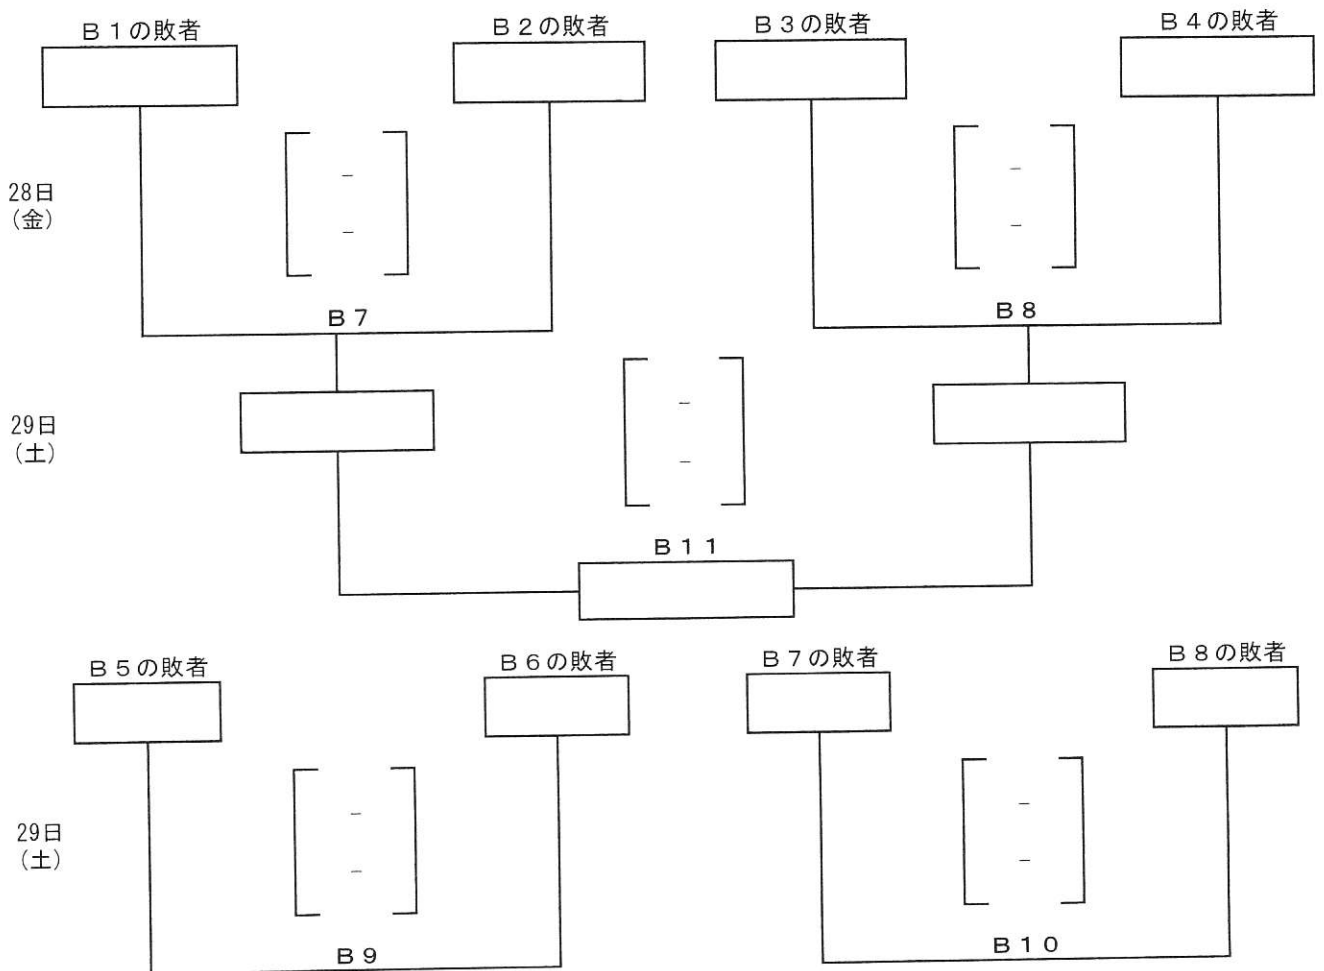 B1の敗者
B2の敗者
B3の敗者
B4の敗者
28日
(金)
-
-
-
-
B7
B8
29日
(土)
-
-
B11
B5の敗者
B6の敗者
B7の敗者
B8の敗者
29日
(土)
-
-
-
-
B9
B10